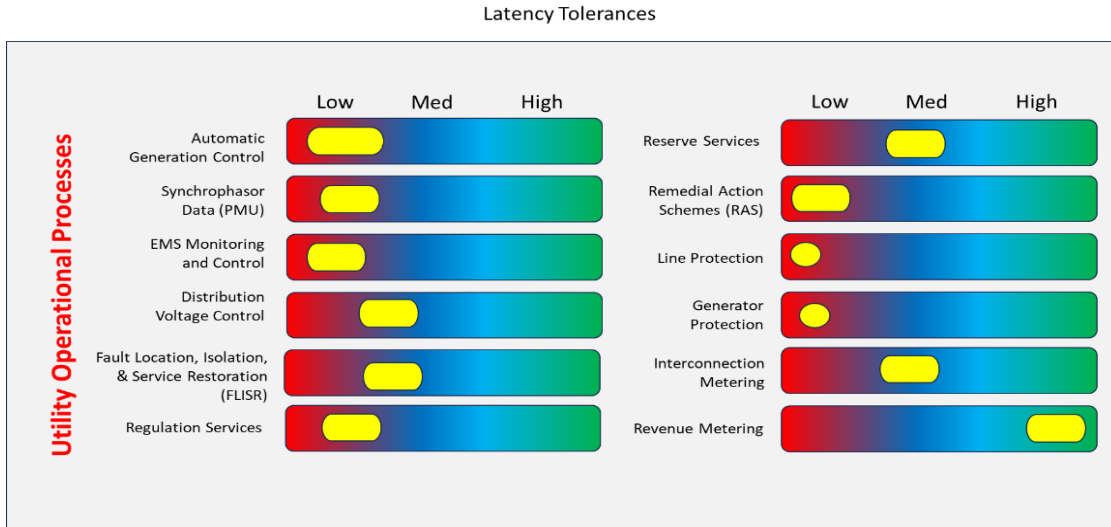 Latency Tolerances
Utility Operational Processes
Low Med High
Automatic
Generation Control
Synchrophasor
Data (PMU)
EMS Monitoring
and Control
Distribution
Voltage Control
Fault Location, Isolation,
& Service Restoration
(FLISR)
Regulation Services
Low Med High
Reserve Services
Remedial Action
Schemes (RAS)
Line Protection
Generator
Protection
Interconnection
Metering
Revenue Metering